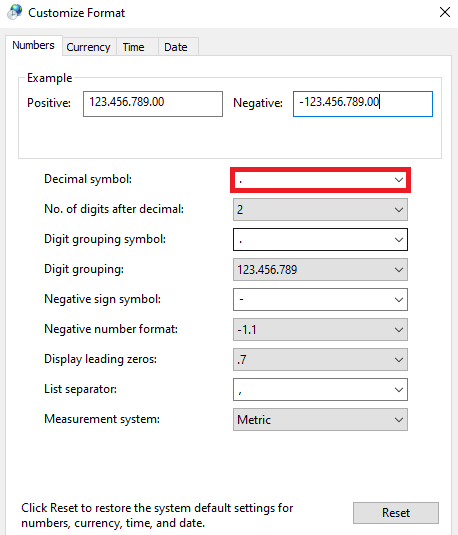 Customize Format
Numbers Currency Time Date
Example
Positive: 123.456.789.00 Negative: -123.456.789.00
Decimal symbol: .
No. of digits after decimal: 2
Digit grouping symbol: .
Digit grouping: 123.456.789
Negative sign symbol: -
Negative number format: -1.1
Display leading zeros: .7
List separator: ,
Measurement system: Metric
Click Reset to restore the system default settings for
numbers, currency, time, and date.
Reset